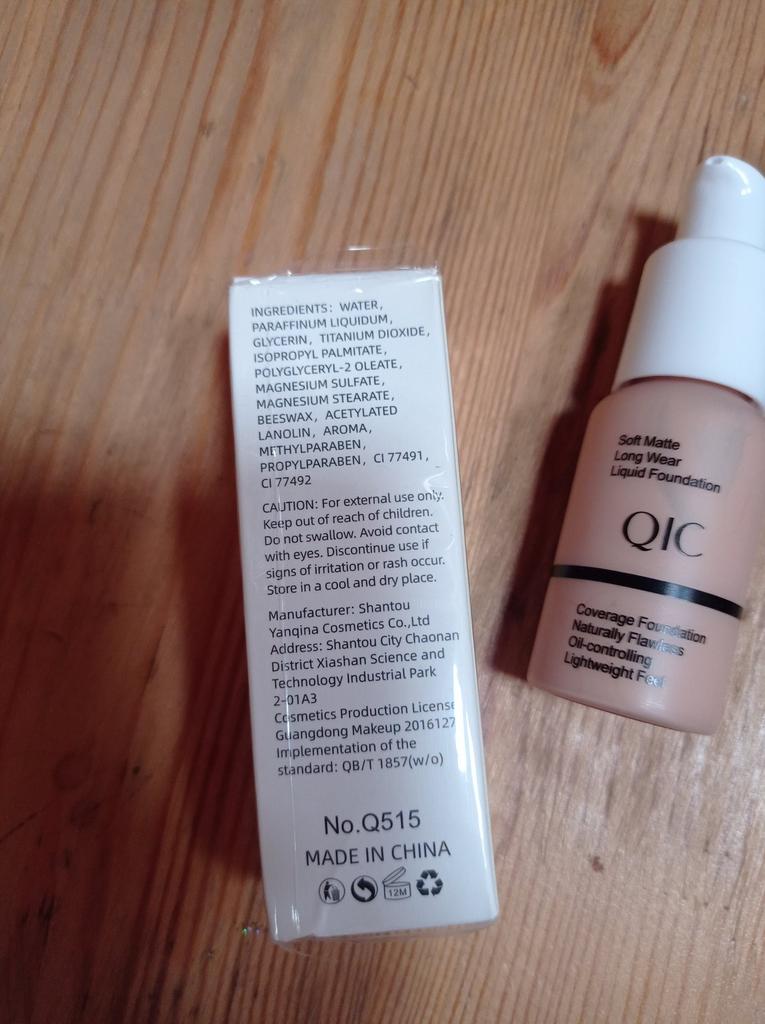 INGREDIENTS: WATER,
PARAFFINUM LIQUIDUM,
GLYCERIN, TITANIUM DIOXIDE,
ISOPROPYL PALMITATE,
POLYGLYCERYL-2 OLEATE,
MAGNESIUM SULFATE,
MAGNESIUM STEARATE,
BEESWAX, ACETYLATED
LANOLIN, AROMA,
METHYLPARABEN,
PROPYLPARABEN, CI 77491,
CI 77492
CAUTION: For external use only.
Keep out of reach of children.
Do not swallow. Avoid contact
with eyes. Discontinue use if
signs of irritation or rash occur.
Store in a cool and dry place.
Manufacturer: Shantou
Yanqina Cosmetics Co.,Ltd
Address: Shantou City Chaonan
District Xiashan Science and
Technology Industrial Park
2-01A3
Cosmetics Production License
Guangdong Makeup 2016127
Implementation of the
standard: QB/T 1857(w/o)
No.Q515
MADE IN CHINA
12M
Soft Matte
Long Wear
Liquid Foundation
QIC
Coverage Foundation
Naturally Flawless
Oil-controlling
Lightweight Feel